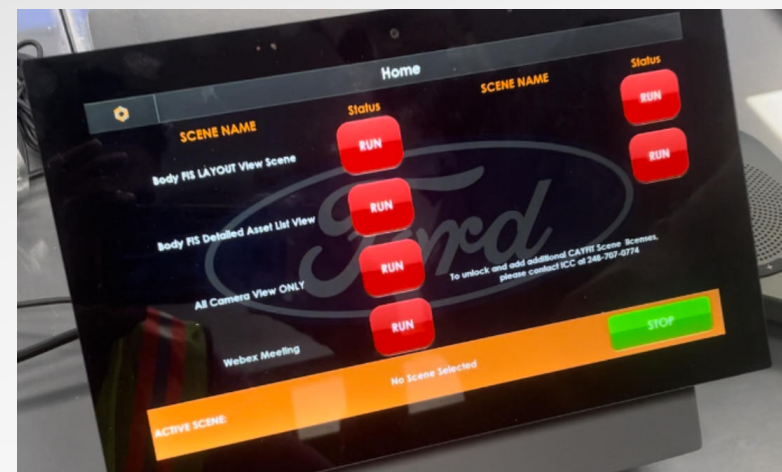 Home
SCENE NAME
Status
SCENE NAME
Status
Body FIS LAYOUT View Scene
RUN
RUN
Body FIS Detailed Asset List View
RUN
RUN
All Camera View ONLY
RUN
Webex Meeting
RUN
Ford
To unlock and add additional CAYFIT Scene licenses,
please contact ICC at 248-707-0774
ACTIVE SCENE:
No Scene Selected
STOP